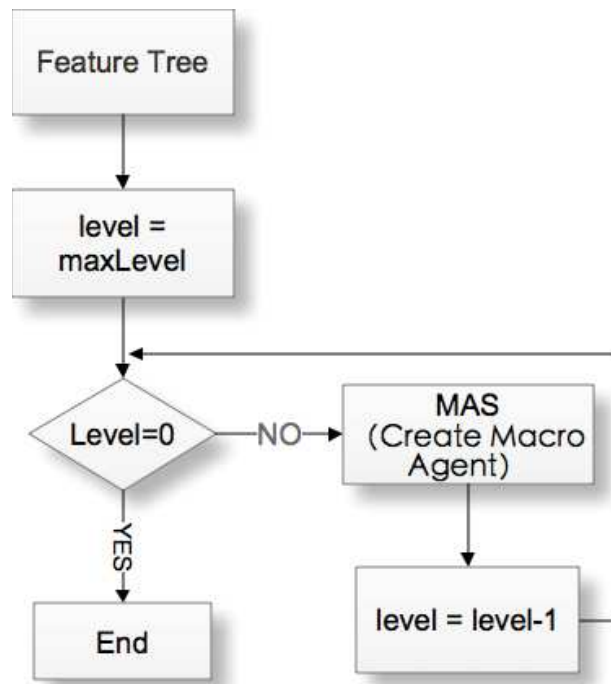 Feature Tree
level =
maxLevel
Level=0
NO
MAS
(Create Macro
Agent)
YES
End
level = level-1